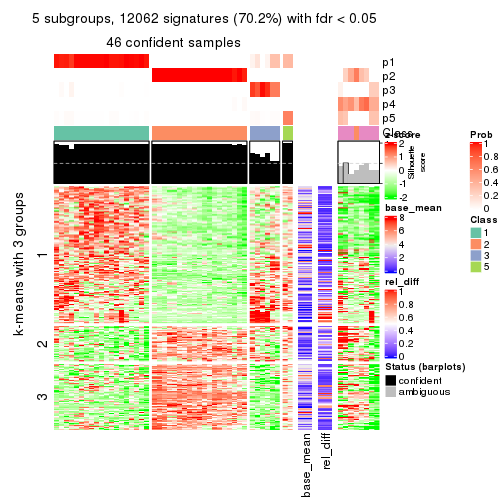 5 subgroups, 12062 signatures (70.2%) with fdr < 0.05
46 confident samples
p1
p2
p3
p4
p5
Class
Silhouette
score
k-means with 3 groups
1
2
3
base_mean
rel_diff
z-score
2
1
0
-1
-2
base_mean
8
6
4
2
0
rel_diff
1
0.8
0.6
0.4
0.2
0
Status (barplots)
confident
ambiguous
Prob
1
0.8
0.6
0.4
0.2
0
Class
1
2
3
5